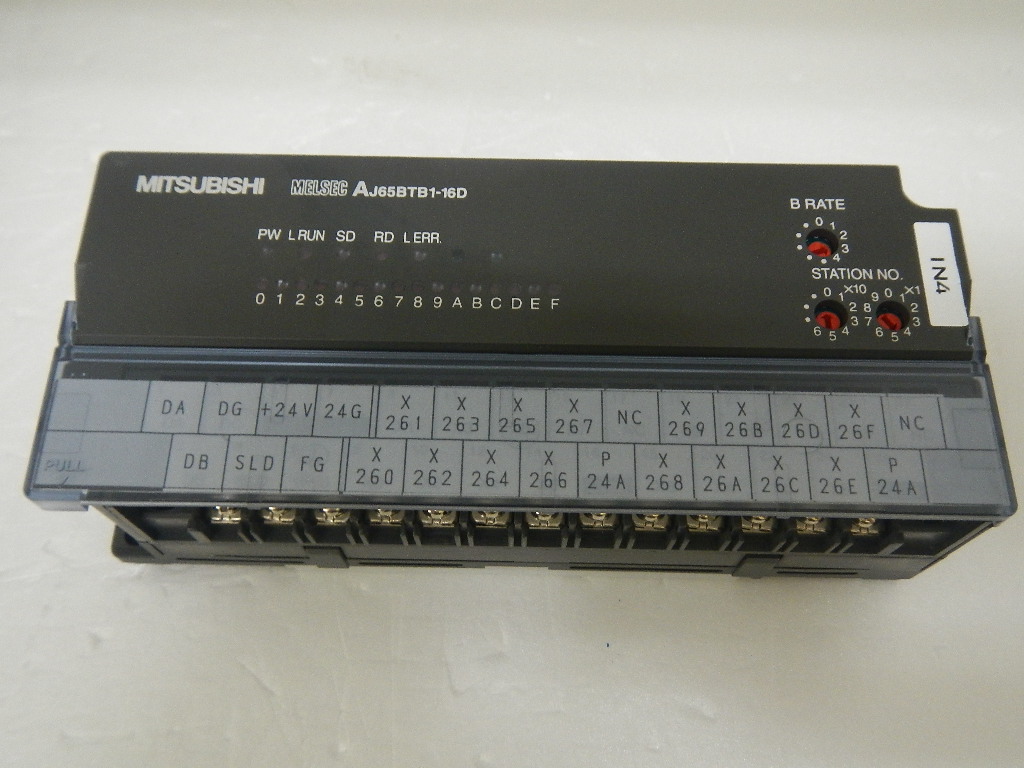 MITSUBISHI MELSEC AJ65BTB1-16D
B RATE
0 1 2 3 4
PW L RUN SD RD L ERR.
STATION NO.
0 1 2 3 4 5 6 X10
0 1 2 3 4 5 6 7 8 9 X1
0 1 2 3 4 5 6 7 8 9 A B C D E F
IN4
DA DG +24V 24G X 261 X 263 X 265 X 267 NC X 269 X 26B X 26D X 26F NC
PULL DB SLD FG X 260 X 262 X 264 X 266 P 24A X 268 X 26A X 26C X 26E P 24A